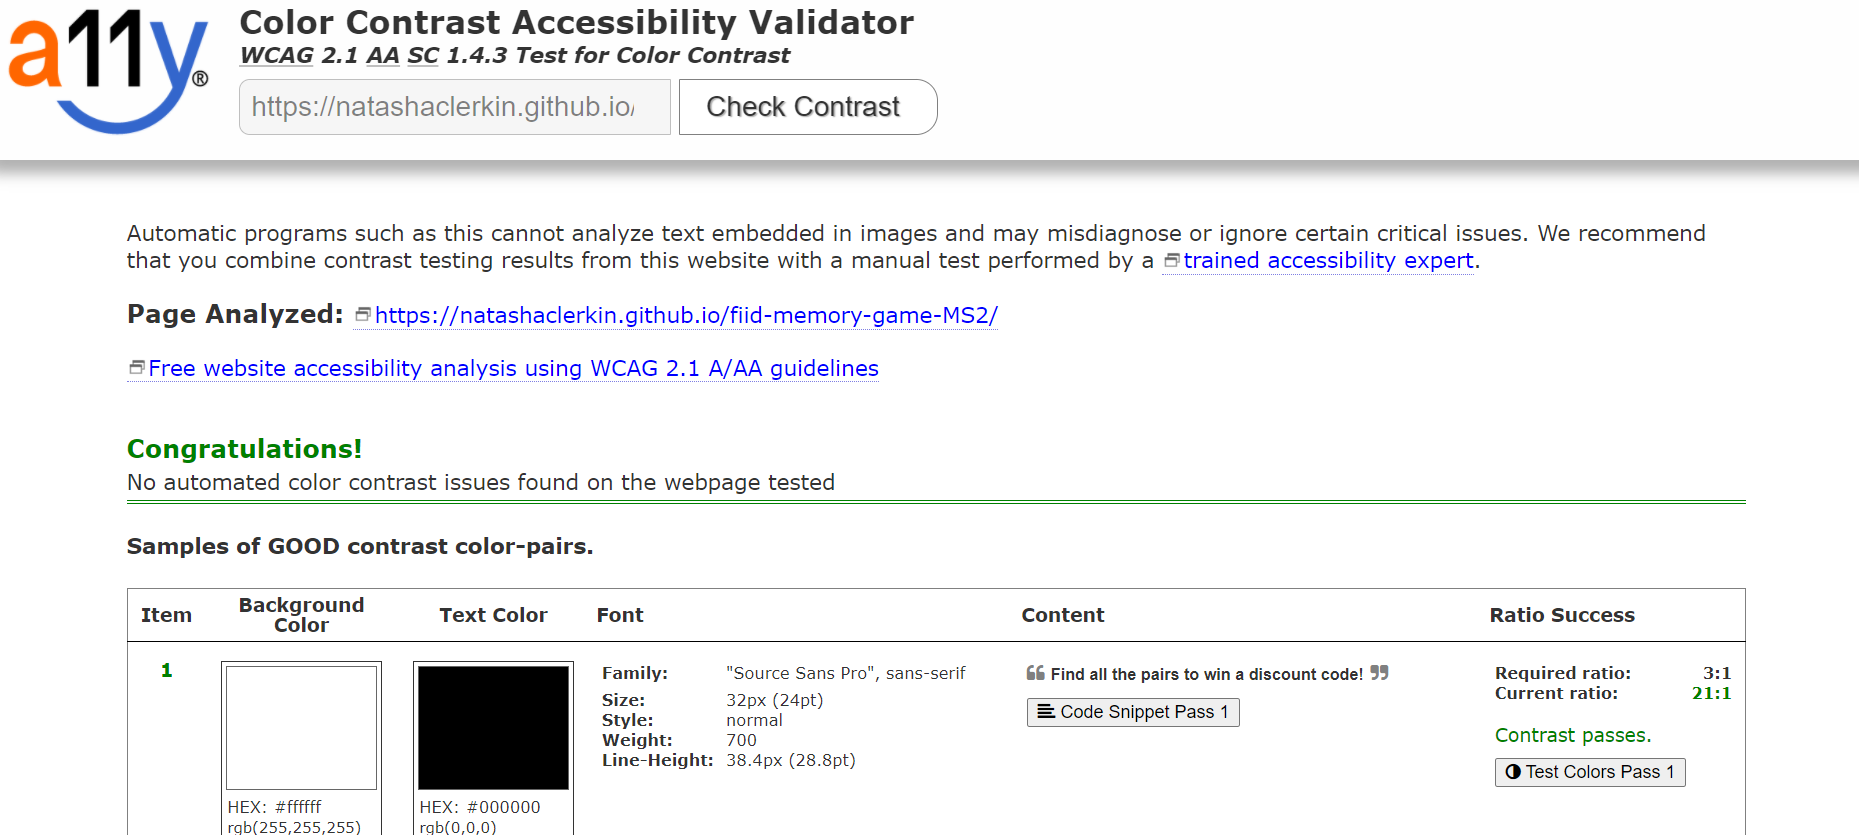 a11y®
Color Contrast Accessibility Validator
WCAG 2.1 AA SC 1.4.3 Test for Color Contrast
https://natashaclerkin.github.io/
Check Contrast
Automatic programs such as this cannot analyze text embedded in images and may misdiagnose or ignore certain critical issues. We recommend
that you combine contrast testing results from this website with a manual test performed by a trained accessibility expert.
Page Analyzed: https://natashaclerkin.github.io/fiid-memory-game-MS2/
Free website accessibility analysis using WCAG 2.1 A/AA guidelines
Congratulations!
No automated color contrast issues found on the webpage tested
Samples of GOOD contrast color-pairs.
Item Background Color Text Color Font Content Ratio Success
1
HEX: #ffffff
rgb(255,255,255)
HEX: #000000
rgb(0,0,0)
Family: "Source Sans Pro", sans-serif
Size: 32px (24pt)
Style: normal
Weight: 700
Line-Height: 38.4px (28.8pt)
❝ Find all the pairs to win a discount code! ❞
Code Snippet Pass 1
Required ratio: 3:1
Current ratio: 21:1
Contrast passes.
Test Colors Pass 1